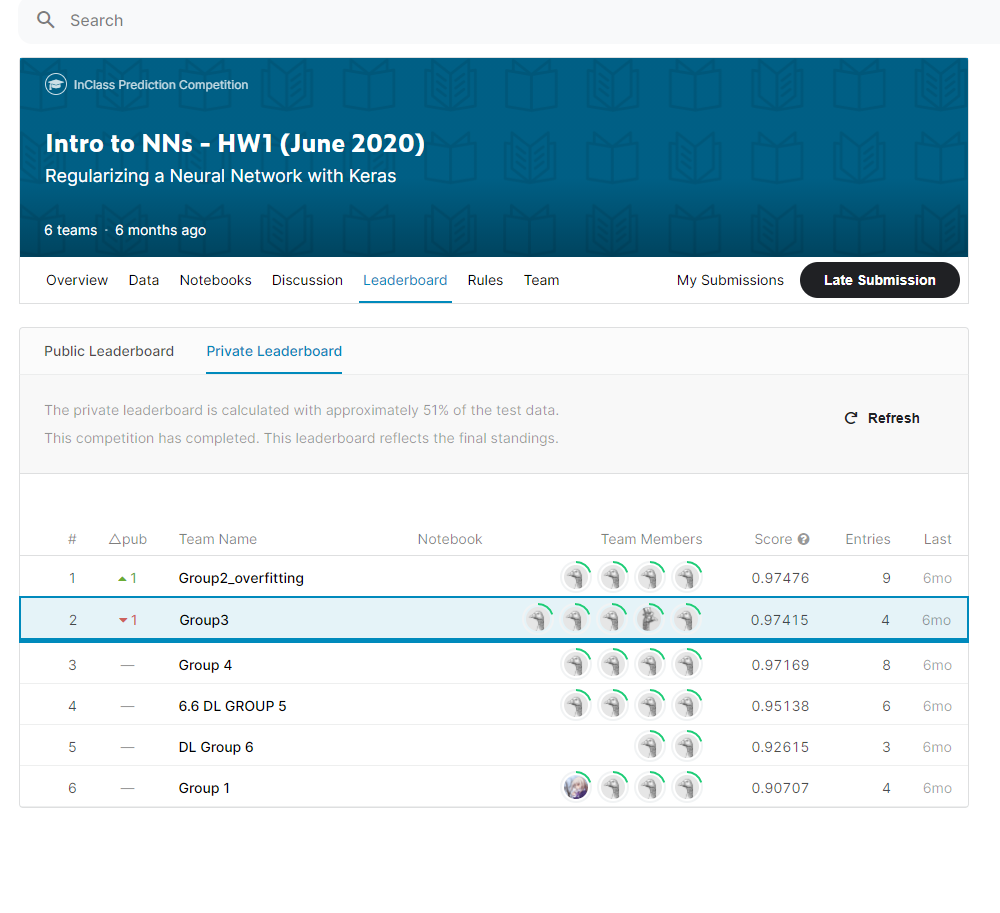 Search
InClass Prediction Competition
Intro to NNs - HW1 (June 2020)
Regularizing a Neural Network with Keras
6 teams · 6 months ago
Overview Data Notebooks Discussion Leaderboard Rules Team My Submissions Late Submission
Public Leaderboard Private Leaderboard
The private leaderboard is calculated with approximately 51% of the test data.
This competition has completed. This leaderboard reflects the final standings.
Refresh
# △pub Team Name Notebook Team Members Score ? Entries Last
1 ▲1 Group2_overfitting 0.97476 9 6mo
2 ▼1 Group3 0.97415 4 6mo
3 — Group 4 0.97169 8 6mo
4 — 6.6 DL GROUP 5 0.95138 6 6mo
5 — DL Group 6 0.92615 3 6mo
6 — Group 1 0.90707 4 6mo